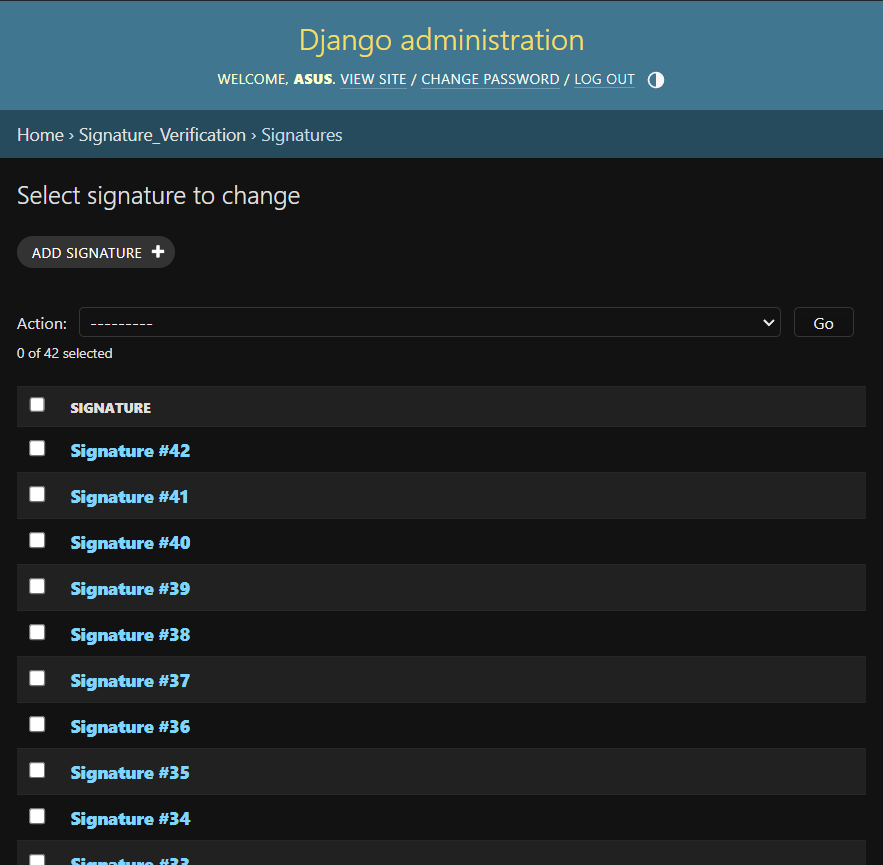 Django administration
WELCOME, ASUS. VIEW SITE / CHANGE PASSWORD / LOG OUT
Home › Signature_Verification › Signatures
Select signature to change
ADD SIGNATURE +
Action: --------- Go
0 of 42 selected
SIGNATURE
Signature #42
Signature #41
Signature #40
Signature #39
Signature #38
Signature #37
Signature #36
Signature #35
Signature #34
Signature #33